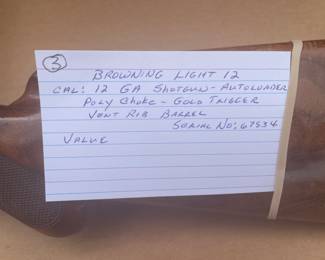 3
BROWNING LIGHT 12
CAL: 12 GA SHOTGUN - AUTOLOADER
POLY CHOKE - GOLD TRIGGER
VENT RIB BARREL
SERIAL NO: 67534
VALUE